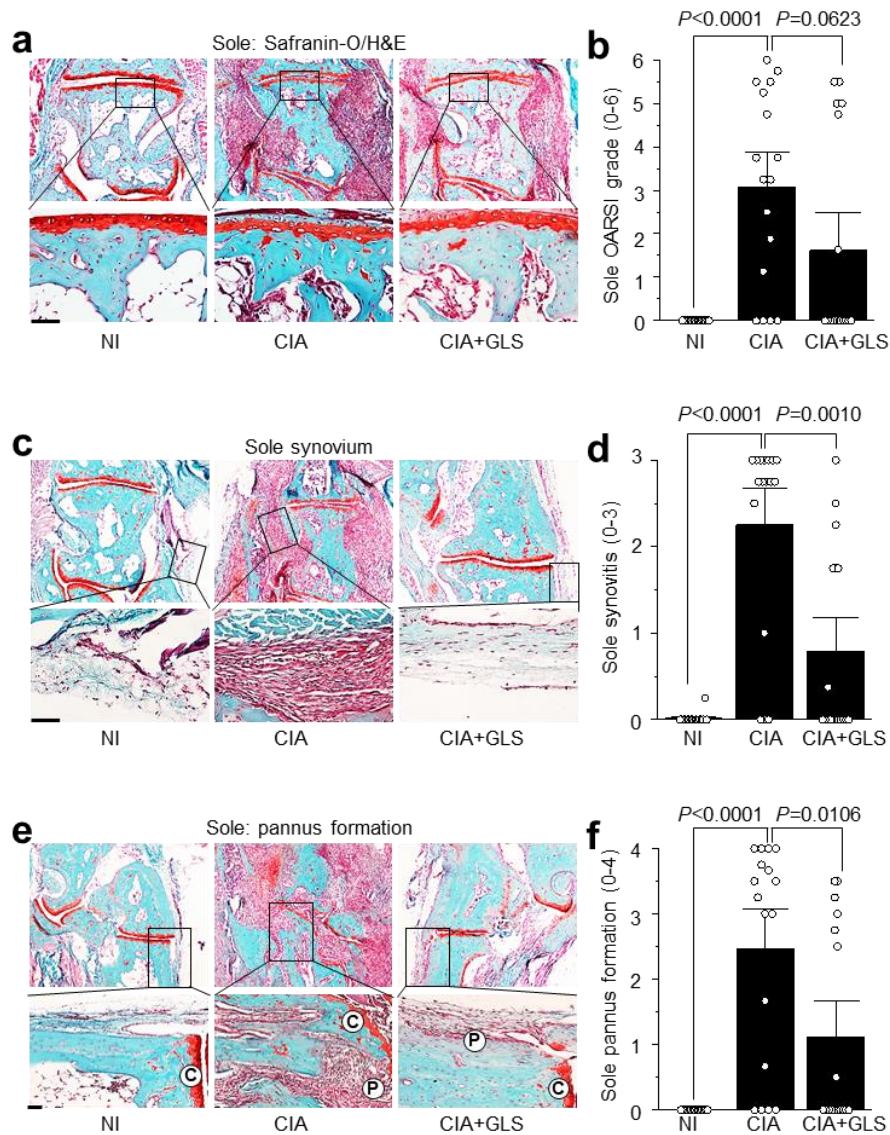 a
Sole: Safranin-O/H&E
NI
CIA
CIA+GLS
b
P<0.0001
P=0.0623
Sole OARSI grade (0-6)
6
5
4
3
2
1
0
NI
CIA
CIA+GLS
c
Sole synovium
NI
CIA
CIA+GLS
d
P<0.0001
P=0.0010
Sole synovitis (0-3)
3
2
1
0
NI
CIA
CIA+GLS
e
Sole: pannus formation
C
C
P
P
C
NI
CIA
CIA+GLS
f
P<0.0001
P=0.0106
Sole pannus formation (0-4)
4
3
2
1
0
NI
CIA
CIA+GLS